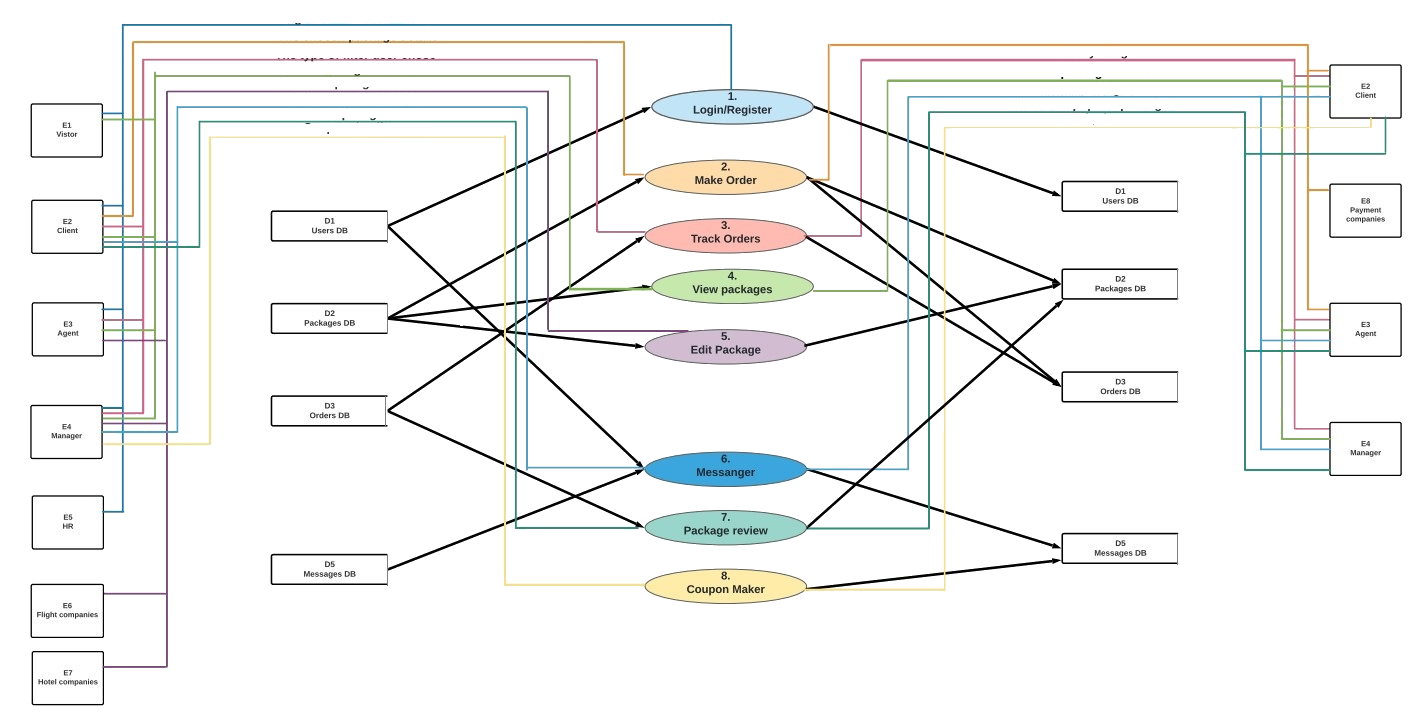 1.
Login/Register
2.
Make Order
3.
Track Orders
4.
View packages
5.
Edit Package
6.
Messanger
7.
Package review
8.
Coupon Maker
E1
Vistor
E2
Client
E3
Agent
E4
Manager
E5
HR
E6
Flight companies
E7
Hotel companies
D1
Users DB
D2
Packages DB
D3
Orders DB
D5
Messages DB
D1
Users DB
D2
Packages DB
D3
Orders DB
D5
Messages DB
E2
Client
E8
Payment
companies
E3
Agent
E4
Manager